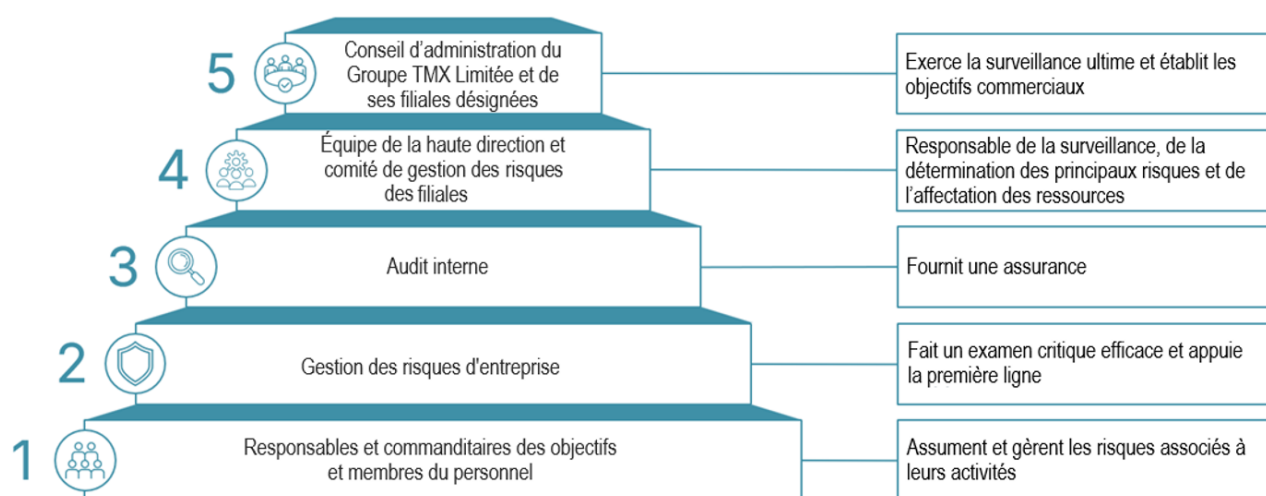 5
Conseil d’administration du
Groupe TMX Limitée et de
ses filiales désignées
Exerce la surveillance ultime et établit les
objectifs commerciaux
4
Équipe de la haute direction et
comité de gestion des risques
des filiales
Responsable de la surveillance, de la
détermination des principaux risques et de
l’affectation des ressources
3
Audit interne
Fournit une assurance
2
Gestion des risques d'entreprise
Fait un examen critique efficace et appuie
la première ligne
1
Responsables et commanditaires des objectifs
et membres du personnel
Assument et gèrent les risques associés à
leurs activités